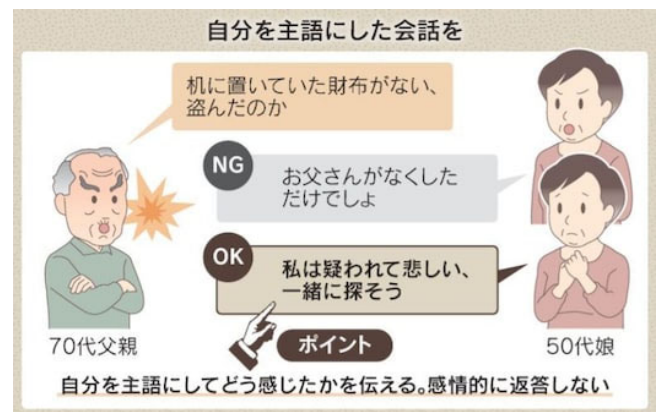 自分を主語にした会話を
机に置いていた財布がない、
盗んだのか
NG
お父さんがなくした
だけでしょ
OK
私は疑われて悲しい、
一緒に探そう
70代父親
ポイント
50代娘
自分を主語にしてどう感じたかを伝える。感情的に返答しない